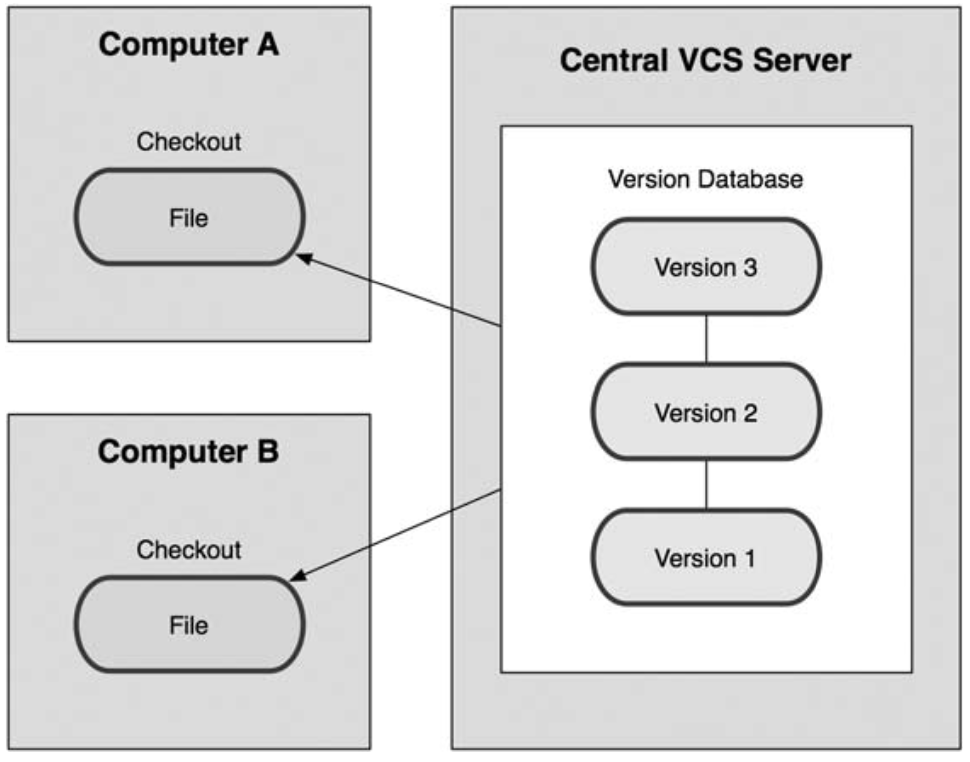 Computer A
Checkout
File
Computer B
Checkout
File
Central VCS Server
Version Database
Version 3
Version 2
Version 1